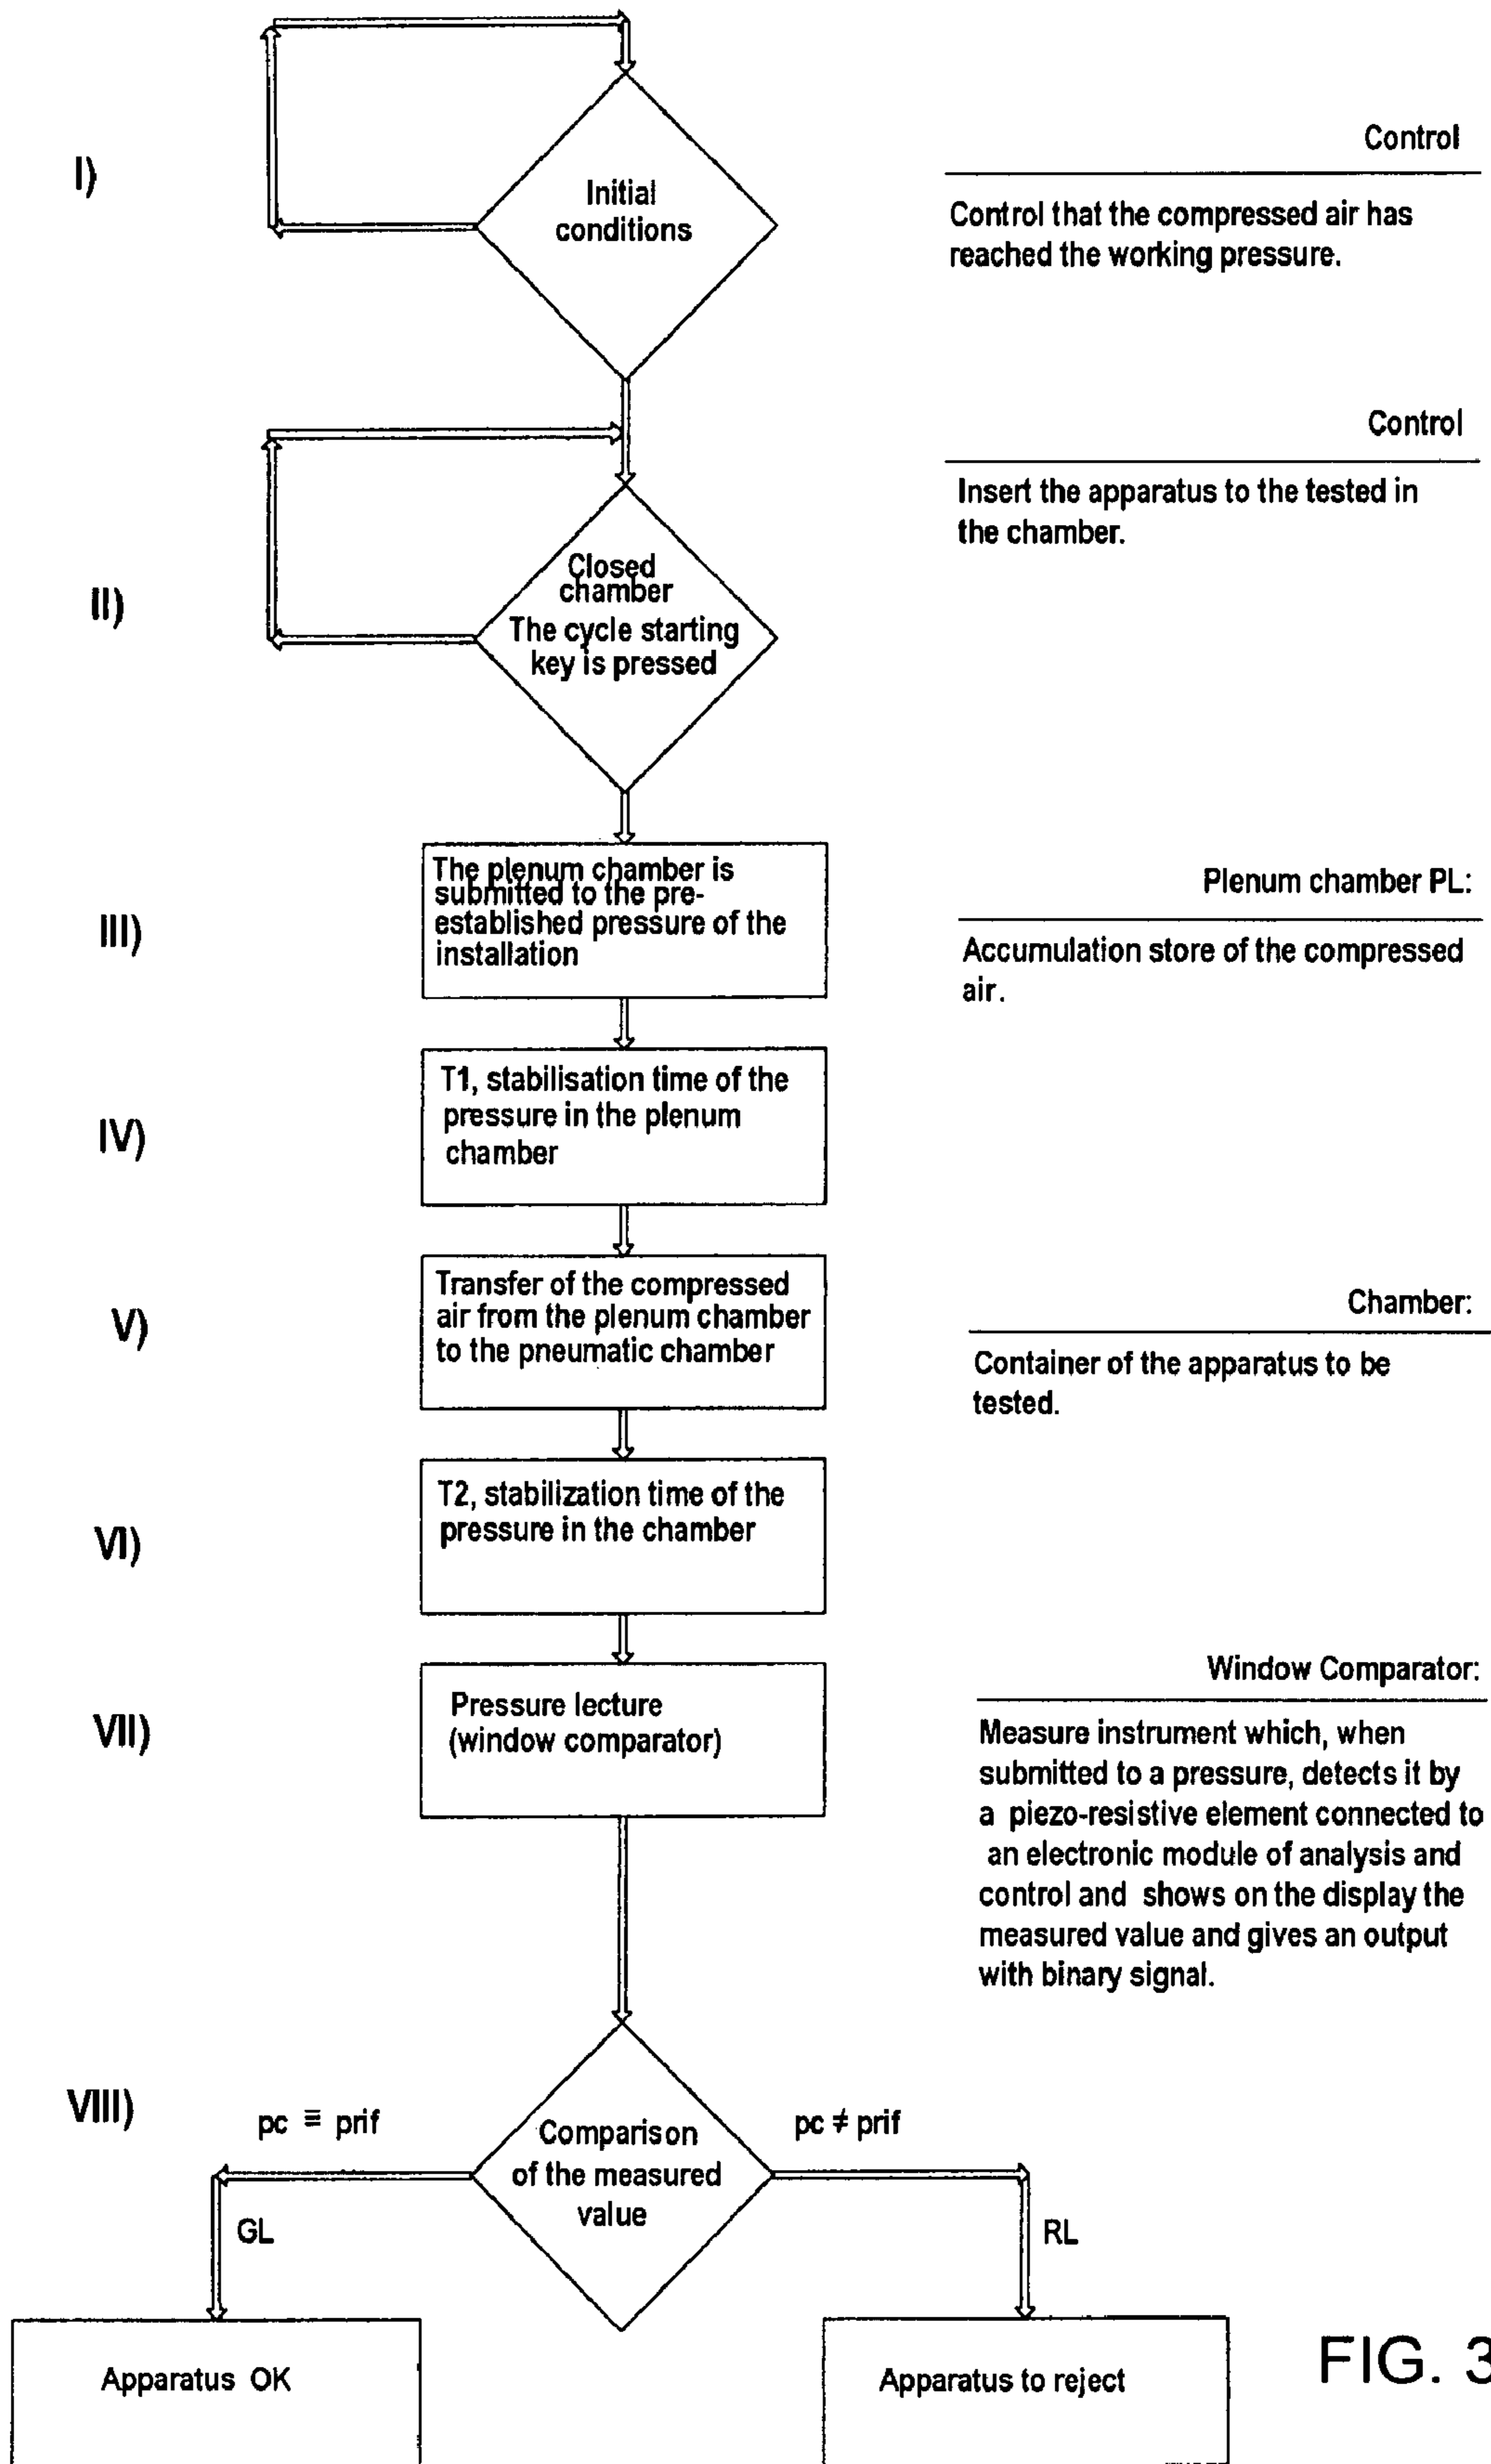 I)
Initial
conditions
Control
Control that the compressed air has
reached the working pressure.
II)
Closed
chamber
The cycle starting
key is pressed
Control
Insert the apparatus to the tested in
the chamber.
III)
The plenum chamber is
submitted to the pre-
established pressure of the
installation
Plenum chamber PL:
Accumulation store of the compressed
air.
IV)
T1, stabilisation time of the
pressure in the plenum
chamber
V)
Transfer of the compressed
air from the plenum chamber
to the pneumatic chamber
Chamber:
Container of the apparatus to be
tested.
VI)
T2, stabilization time of the
pressure in the chamber
VII)
Pressure lecture
(window comparator)
Window Comparator:
Measure instrument which, when
submitted to a pressure, detects it by
a piezo-resistive element connected to
an electronic module of analysis and
control and shows on the display the
measured value and gives an output
with binary signal.
VIII)
pc ≡ prif
Comparison
of the measured
value
pc ≠ prif
GL
RL
Apparatus OK
Apparatus to reject
FIG. 3